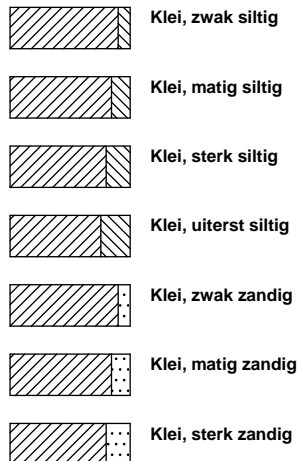 Klei, zwak siltig
Klei, matig siltig
Klei, sterk siltig
Klei, uiterst siltig
Klei, zwak zandig
Klei, matig zandig
Klei, sterk zandig